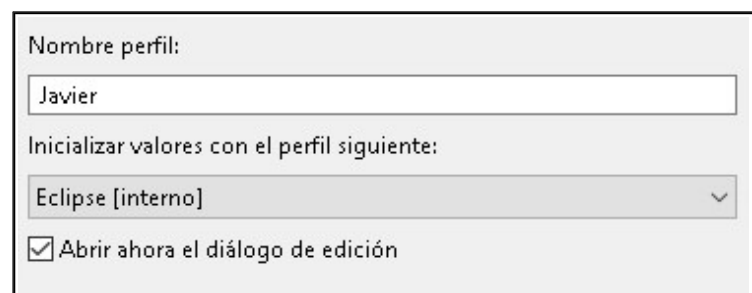 Nombre perfil:
Javier
Inicializar valores con el perfil siguiente:
Eclipse [interno]
Abrir ahora el diálogo de edición